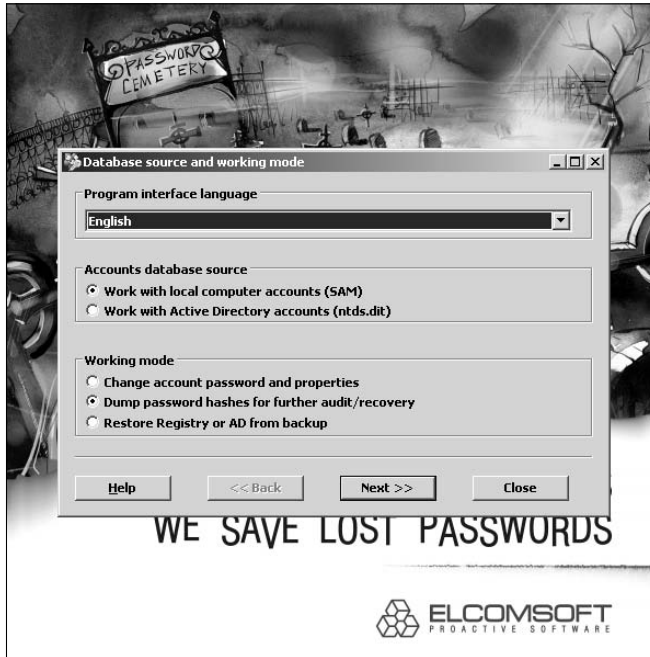 PASSWORD
CEMETERY
Database source and working mode
Program interface language
English
Accounts database source
Work with local computer accounts (SAM)
Work with Active Directory accounts (ntds.dit)
Working mode
Change account password and properties
Dump password hashes for further audit/recovery
Restore Registry or AD from backup
Help
<< Back
Next >>
Close
WE SAVE LOST PASSWORDS
ELCOMSOFT
PROACTIVE SOFTWARE